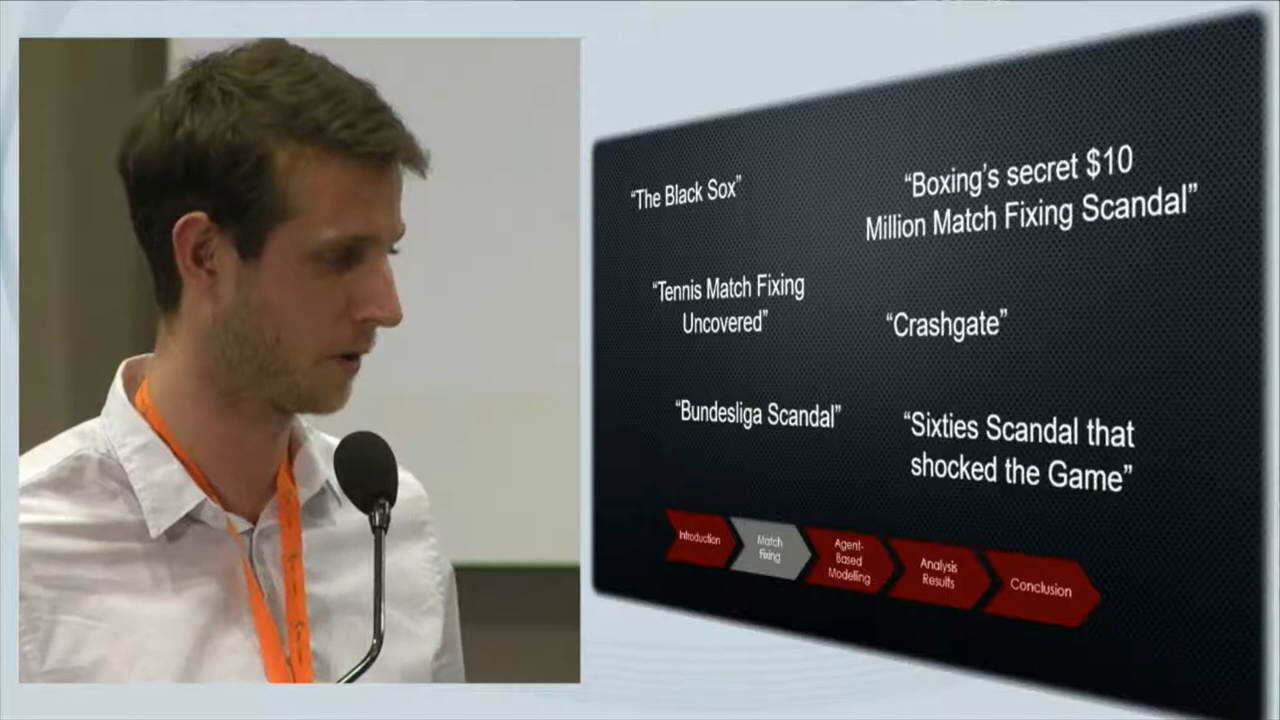 “The Black Sox”
“Boxing’s secret $10
Million Match Fixing Scandal”
“Tennis Match Fixing
Uncovered”
“Crashgate”
“Bundesliga Scandal”
“Sixties Scandal that
shocked the Game”
Introduction
Match
Fixing
Agent-
Based
Modelling
Analysis
Results
Conclusion